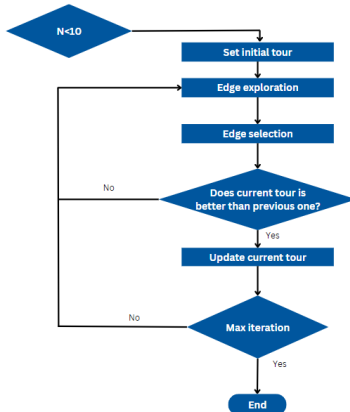 N<10
Set initial tour
Edge exploration
Edge selection
Does current tour is
better than previous one?
No
Yes
Update current tour
Max iteration
No
Yes
End